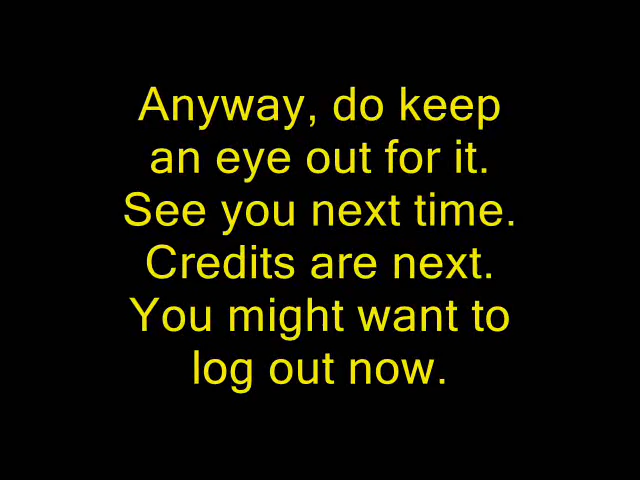 Anyway, do keep
an eye out for it.
See you next time.
Credits are next.
You might want to
log out now.